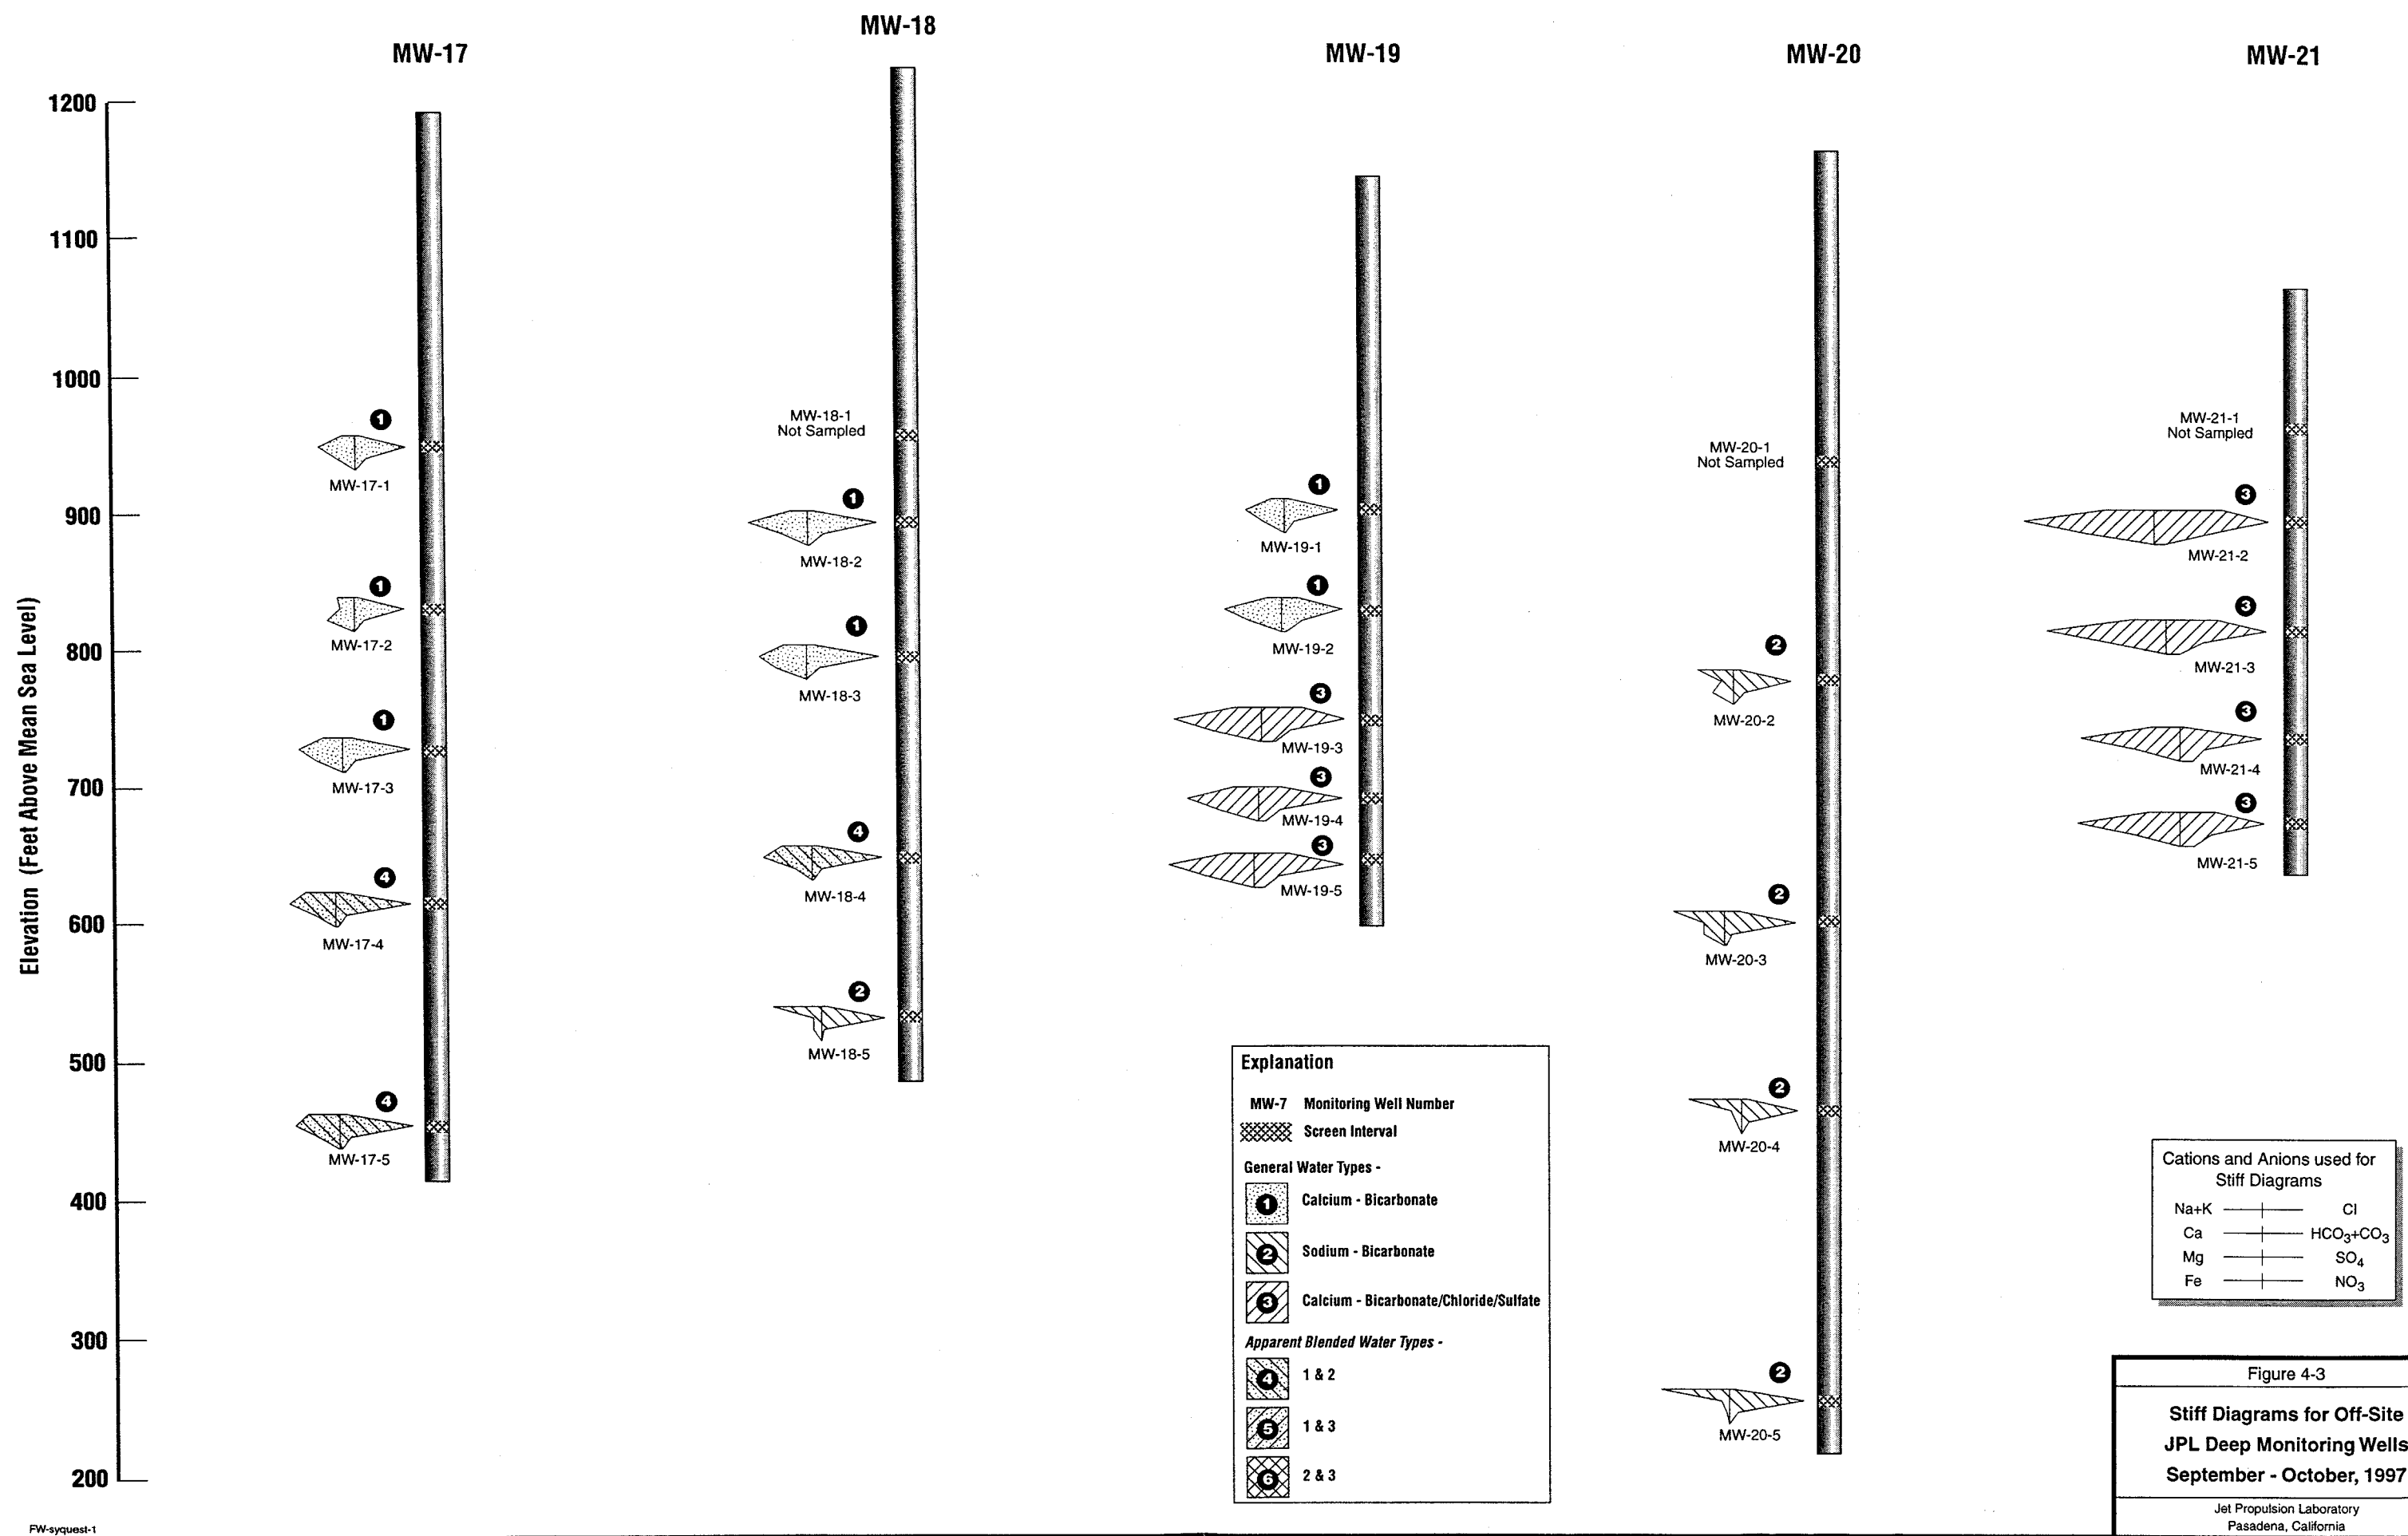 MW-17
MW-18
MW-19
MW-20
MW-21
Elevation (Feet Above Mean Sea Level)
1200
1100
1000
900
800
700
600
500
400
300
200
1
MW-17-1
1
MW-17-2
1
MW-17-3
4
MW-17-4
4
MW-17-5
MW-18-1
Not Sampled
1
MW-18-2
1
MW-18-3
4
MW-18-4
2
MW-18-5
1
MW-19-1
1
MW-19-2
3
MW-19-3
3
MW-19-4
3
MW-19-5
MW-20-1
Not Sampled
2
MW-20-2
2
MW-20-3
2
MW-20-4
2
MW-20-5
MW-21-1
Not Sampled
3
MW-21-2
3
MW-21-3
3
MW-21-4
3
MW-21-5
Explanation
MW-7 Monitoring Well Number
Screen Interval
General Water Types -
1 Calcium - Bicarbonate
2 Sodium - Bicarbonate
3 Calcium - Bicarbonate/Chloride/Sulfate
Apparent Blended Water Types -
4 1 & 2
5 1 & 3
6 2 & 3
Cations and Anions used for
Stiff Diagrams
Na+K Cl
Ca HCO₃+CO₃
Mg SO₄
Fe NO₃
Figure 4-3
Stiff Diagrams for Off-Site
JPL Deep Monitoring Wells
September - October, 1997
Jet Propulsion Laboratory
Pasadena, California
FW-syquest-1